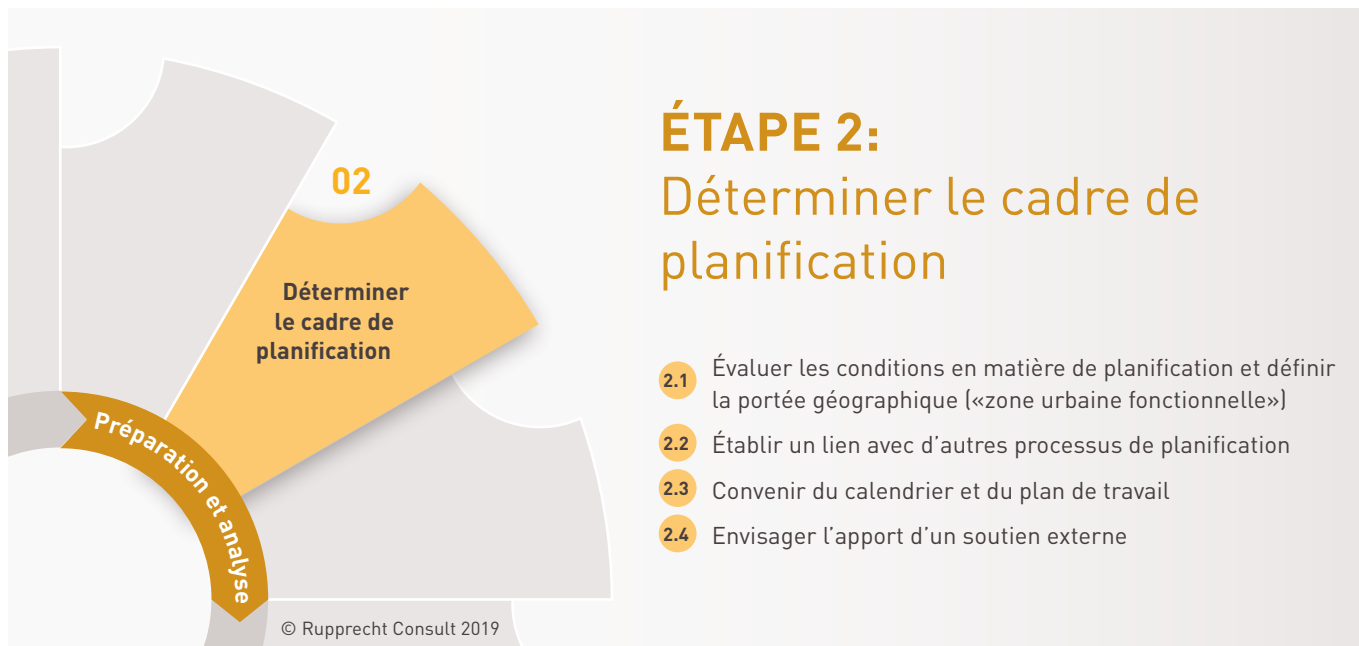 02
Déterminer
le cadre de
planification
Préparation et analyse
© Rupprecht Consult 2019
ÉTAPE 2:
Déterminer le cadre de
planification
2.1 Évaluer les conditions en matière de planification et définir
la portée géographique («zone urbaine fonctionnelle»)
2.2 Établir un lien avec d’autres processus de planification
2.3 Convenir du calendrier et du plan de travail
2.4 Envisager l’apport d’un soutien externe